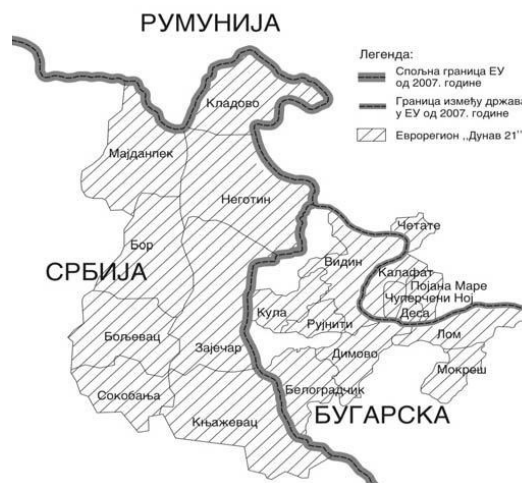 РУМУНИЈА
Легенда:
Спољна граница ЕУ
од 2007. године
Граница између држава
у ЕУ од 2007. године
Еврорегион „Дунав 21“
Кладово
Мајданпек
Неготин
Четате
Бор
Видин
Калафат
СРБИЈА
Појана Маре
Чуперчени Ној
Кула
Деса
Рујнити
Лом
Бољевац
Зајечар
Димово
Мокреш
Белоградчик
Сокобања
БУГАРСКА
Књажевац